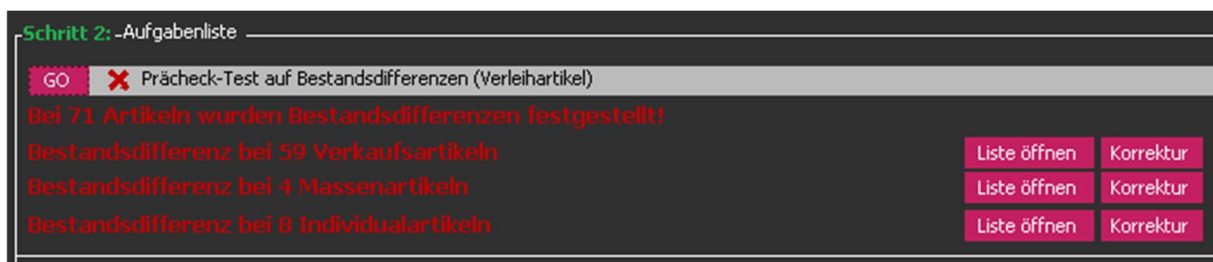 Schritt 2: Aufgabenliste
GO Prächeck-Test auf Bestandsdifferenzen (Verleihartikel)
Bei 71 Artikeln wurden Bestandsdifferenzen festgestellt!
Bestandsdifferenz bei 59 Verkaufsartikeln Liste öffnen Korrektur
Bestandsdifferenz bei 4 Massenartikeln Liste öffnen Korrektur
Bestandsdifferenz bei 8 Individualartikeln Liste öffnen Korrektur